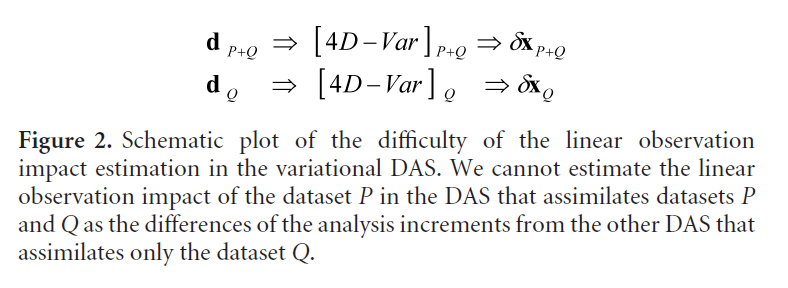 d P+Q ⇒ [4D–Var] P+Q ⇒ δx P+Q
d Q ⇒ [4D–Var] Q ⇒ δx Q
Figure 2. Schematic plot of the difficulty of the linear observation
impact estimation in the variational DAS. We cannot estimate the linear
observation impact of the dataset P in the DAS that assimilates datasets P
and Q as the differences of the analysis increments from the other DAS that
assimilates only the dataset Q.